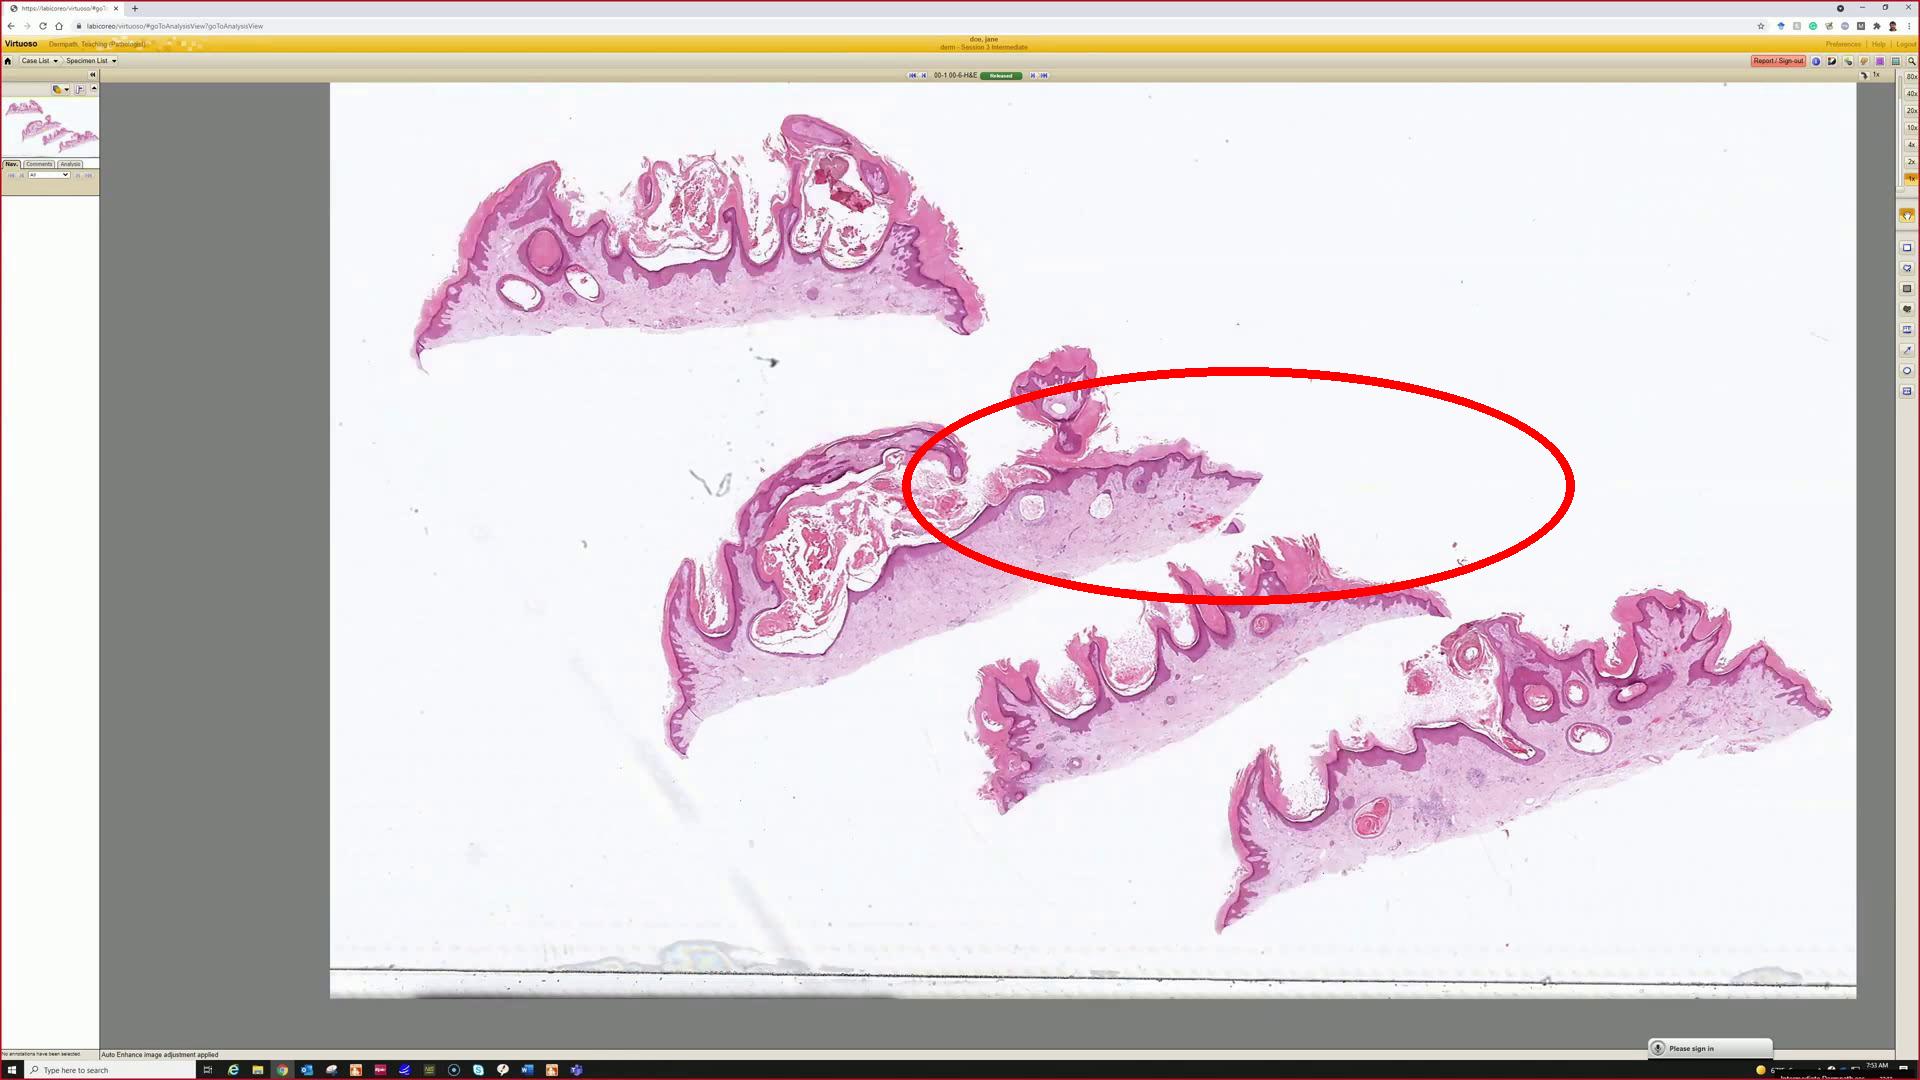 https://labicoreo/virtuoso/#goT
labicoreo/virtuoso/#goToAnalysisView?goToAnalysisView
Virtuoso
Dermpath, Teaching (Pathologist)
doe, jane
derm - Session 3 Intermediate
Preferences | Help | Logout
Case List
Specimen List
Report / Sign-out
00-1 00-6-H&E
Released
1x
80x
40x
20x
10x
4x
2x
1x
Nav.
Comments
Analysis
All
No annotations have been selected.
Auto Enhance image adjustment applied
Please sign in
Type here to search
7:53 AM